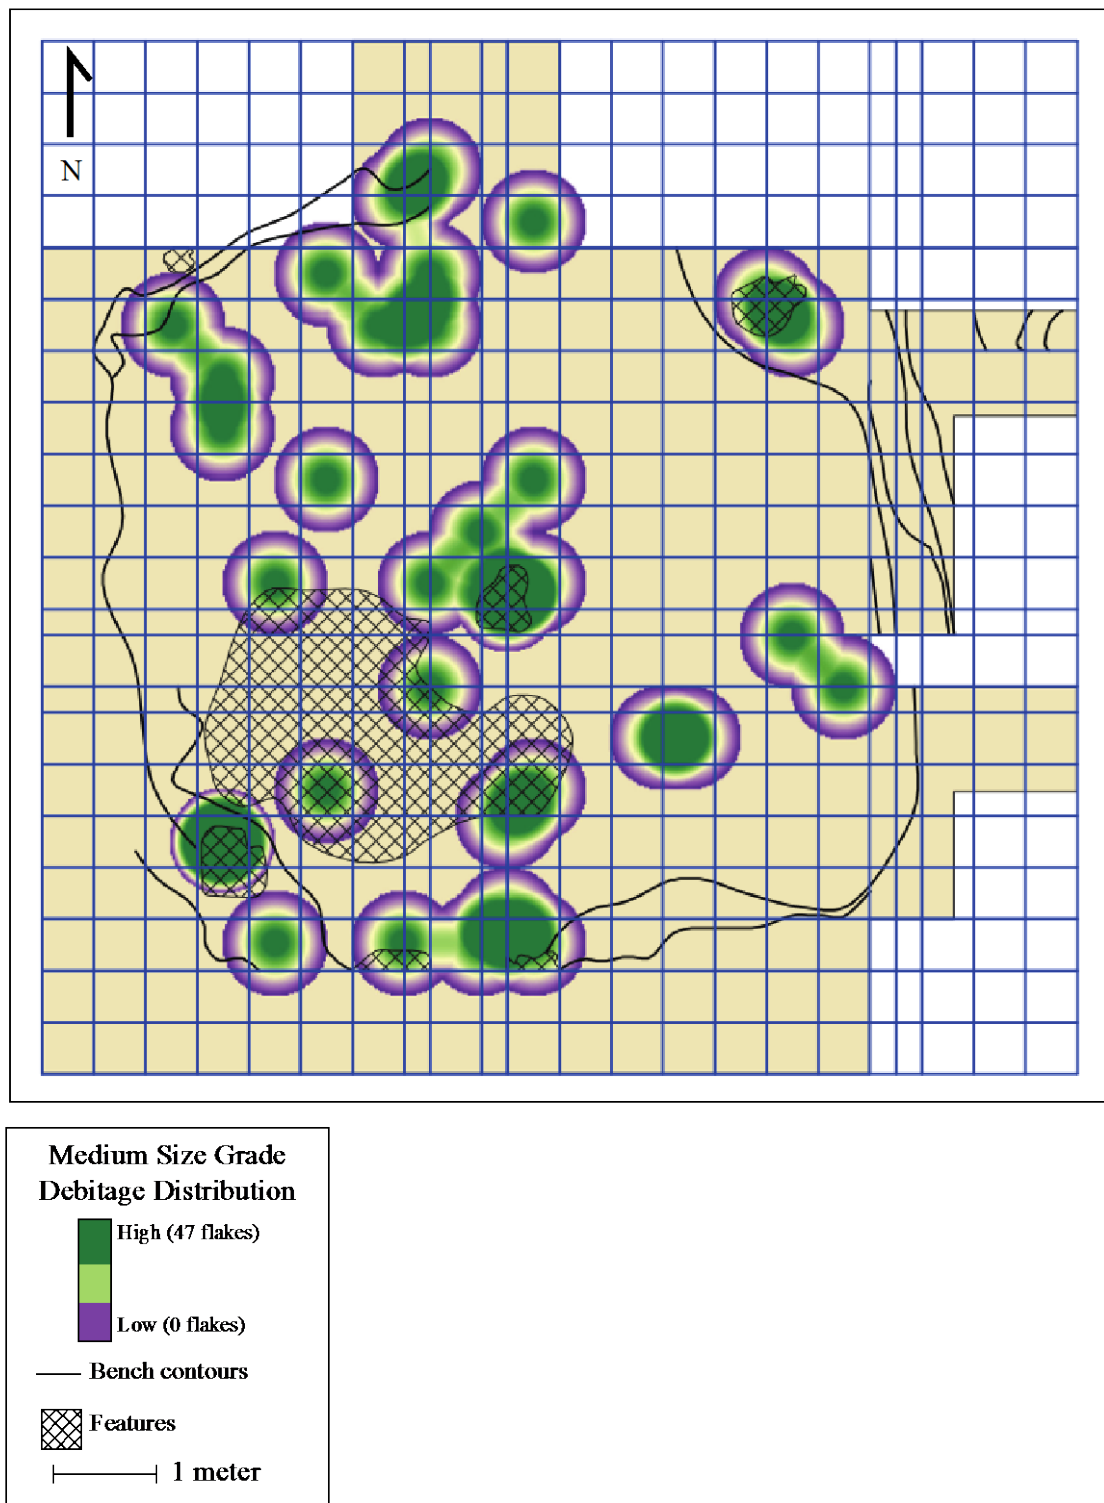 N
Medium Size Grade
Debitage Distribution
High (47 flakes)
Low (0 flakes)
Bench contours
Features
1 meter